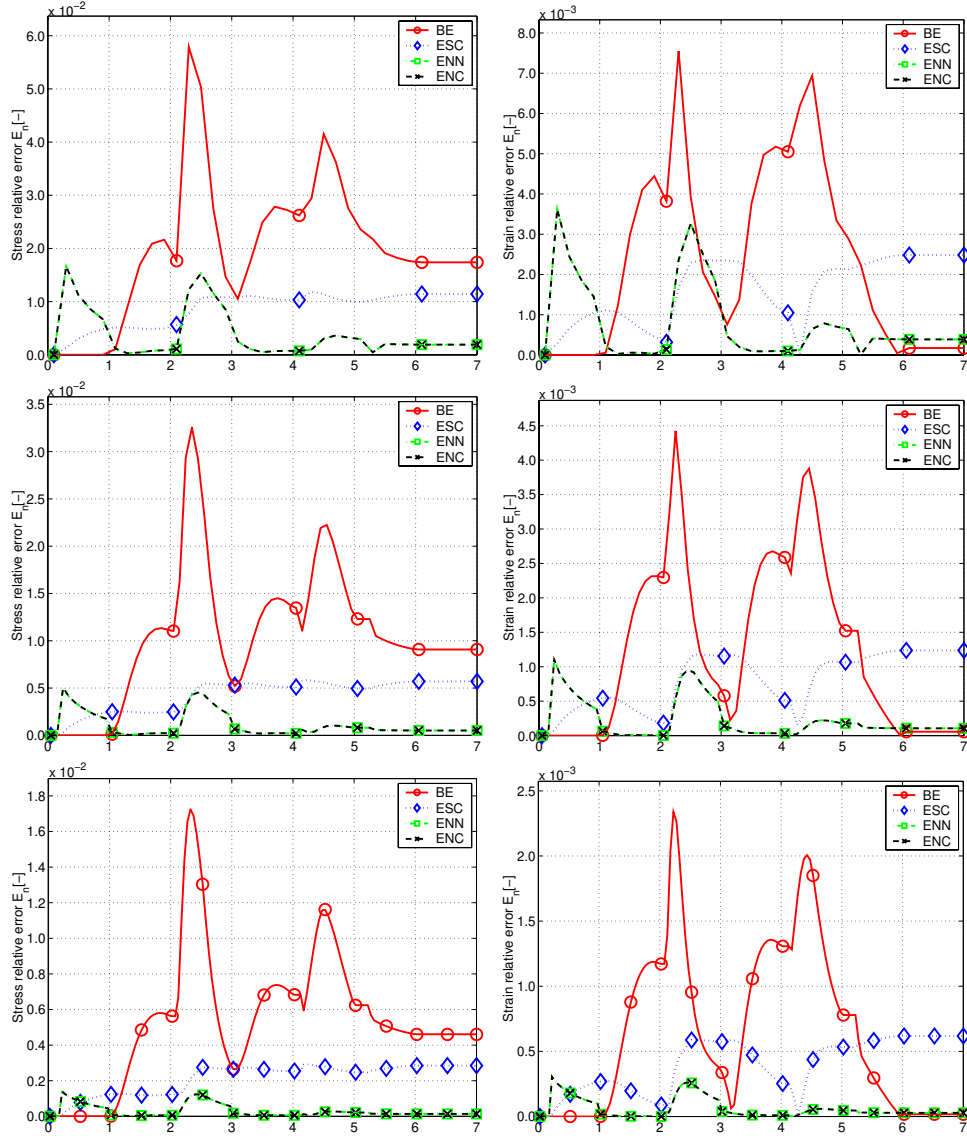 x 10⁻²
6.0
5.0
4.0
3.0
2.0
1.0
0.0
Stress relative error E_n[−]
BE
ESC
ENN
ENC
0 1 2 3 4 5 6 7
x 10⁻³
8.0
7.0
6.0
5.0
4.0
3.0
2.0
1.0
0.0
Strain relative error E_n[−]
BE
ESC
ENN
ENC
0 1 2 3 4 5 6 7
x 10⁻²
3.5
3.0
2.5
2.0
1.5
1.0
0.5
0.0
Stress relative error E_n[−]
BE
ESC
ENN
ENC
0 1 2 3 4 5 6 7
x 10⁻³
4.5
4.0
3.5
3.0
2.5
2.0
1.5
1.0
0.5
0.0
Strain relative error E_n[−]
BE
ESC
ENN
ENC
0 1 2 3 4 5 6 7
x 10⁻²
1.8
1.6
1.4
1.2
1.0
0.8
0.6
0.4
0.2
0.0
Stress relative error E_n[−]
BE
ESC
ENN
ENC
0 1 2 3 4 5 6 7
x 10⁻³
2.5
2.0
1.5
1.0
0.5
0.0
Strain relative error E_n[−]
BE
ESC
ENN
ENC
0 1 2 3 4 5 6 7